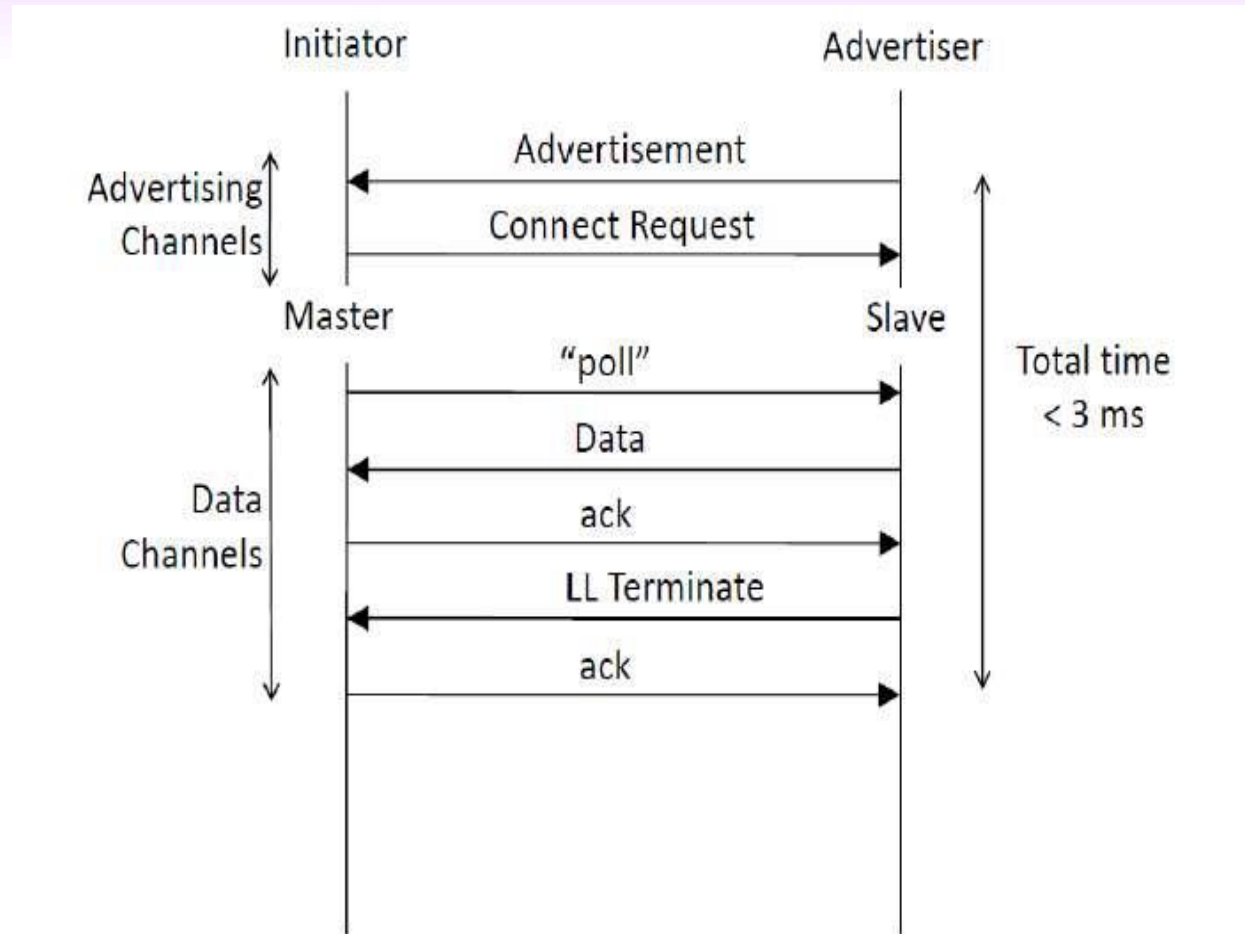 Initiator
Advertiser
Advertisement
Advertising
Channels
Connect Request
Master
Slave
“poll”
Total time
< 3 ms
Data
ack
Data
Channels
LL Terminate
ack